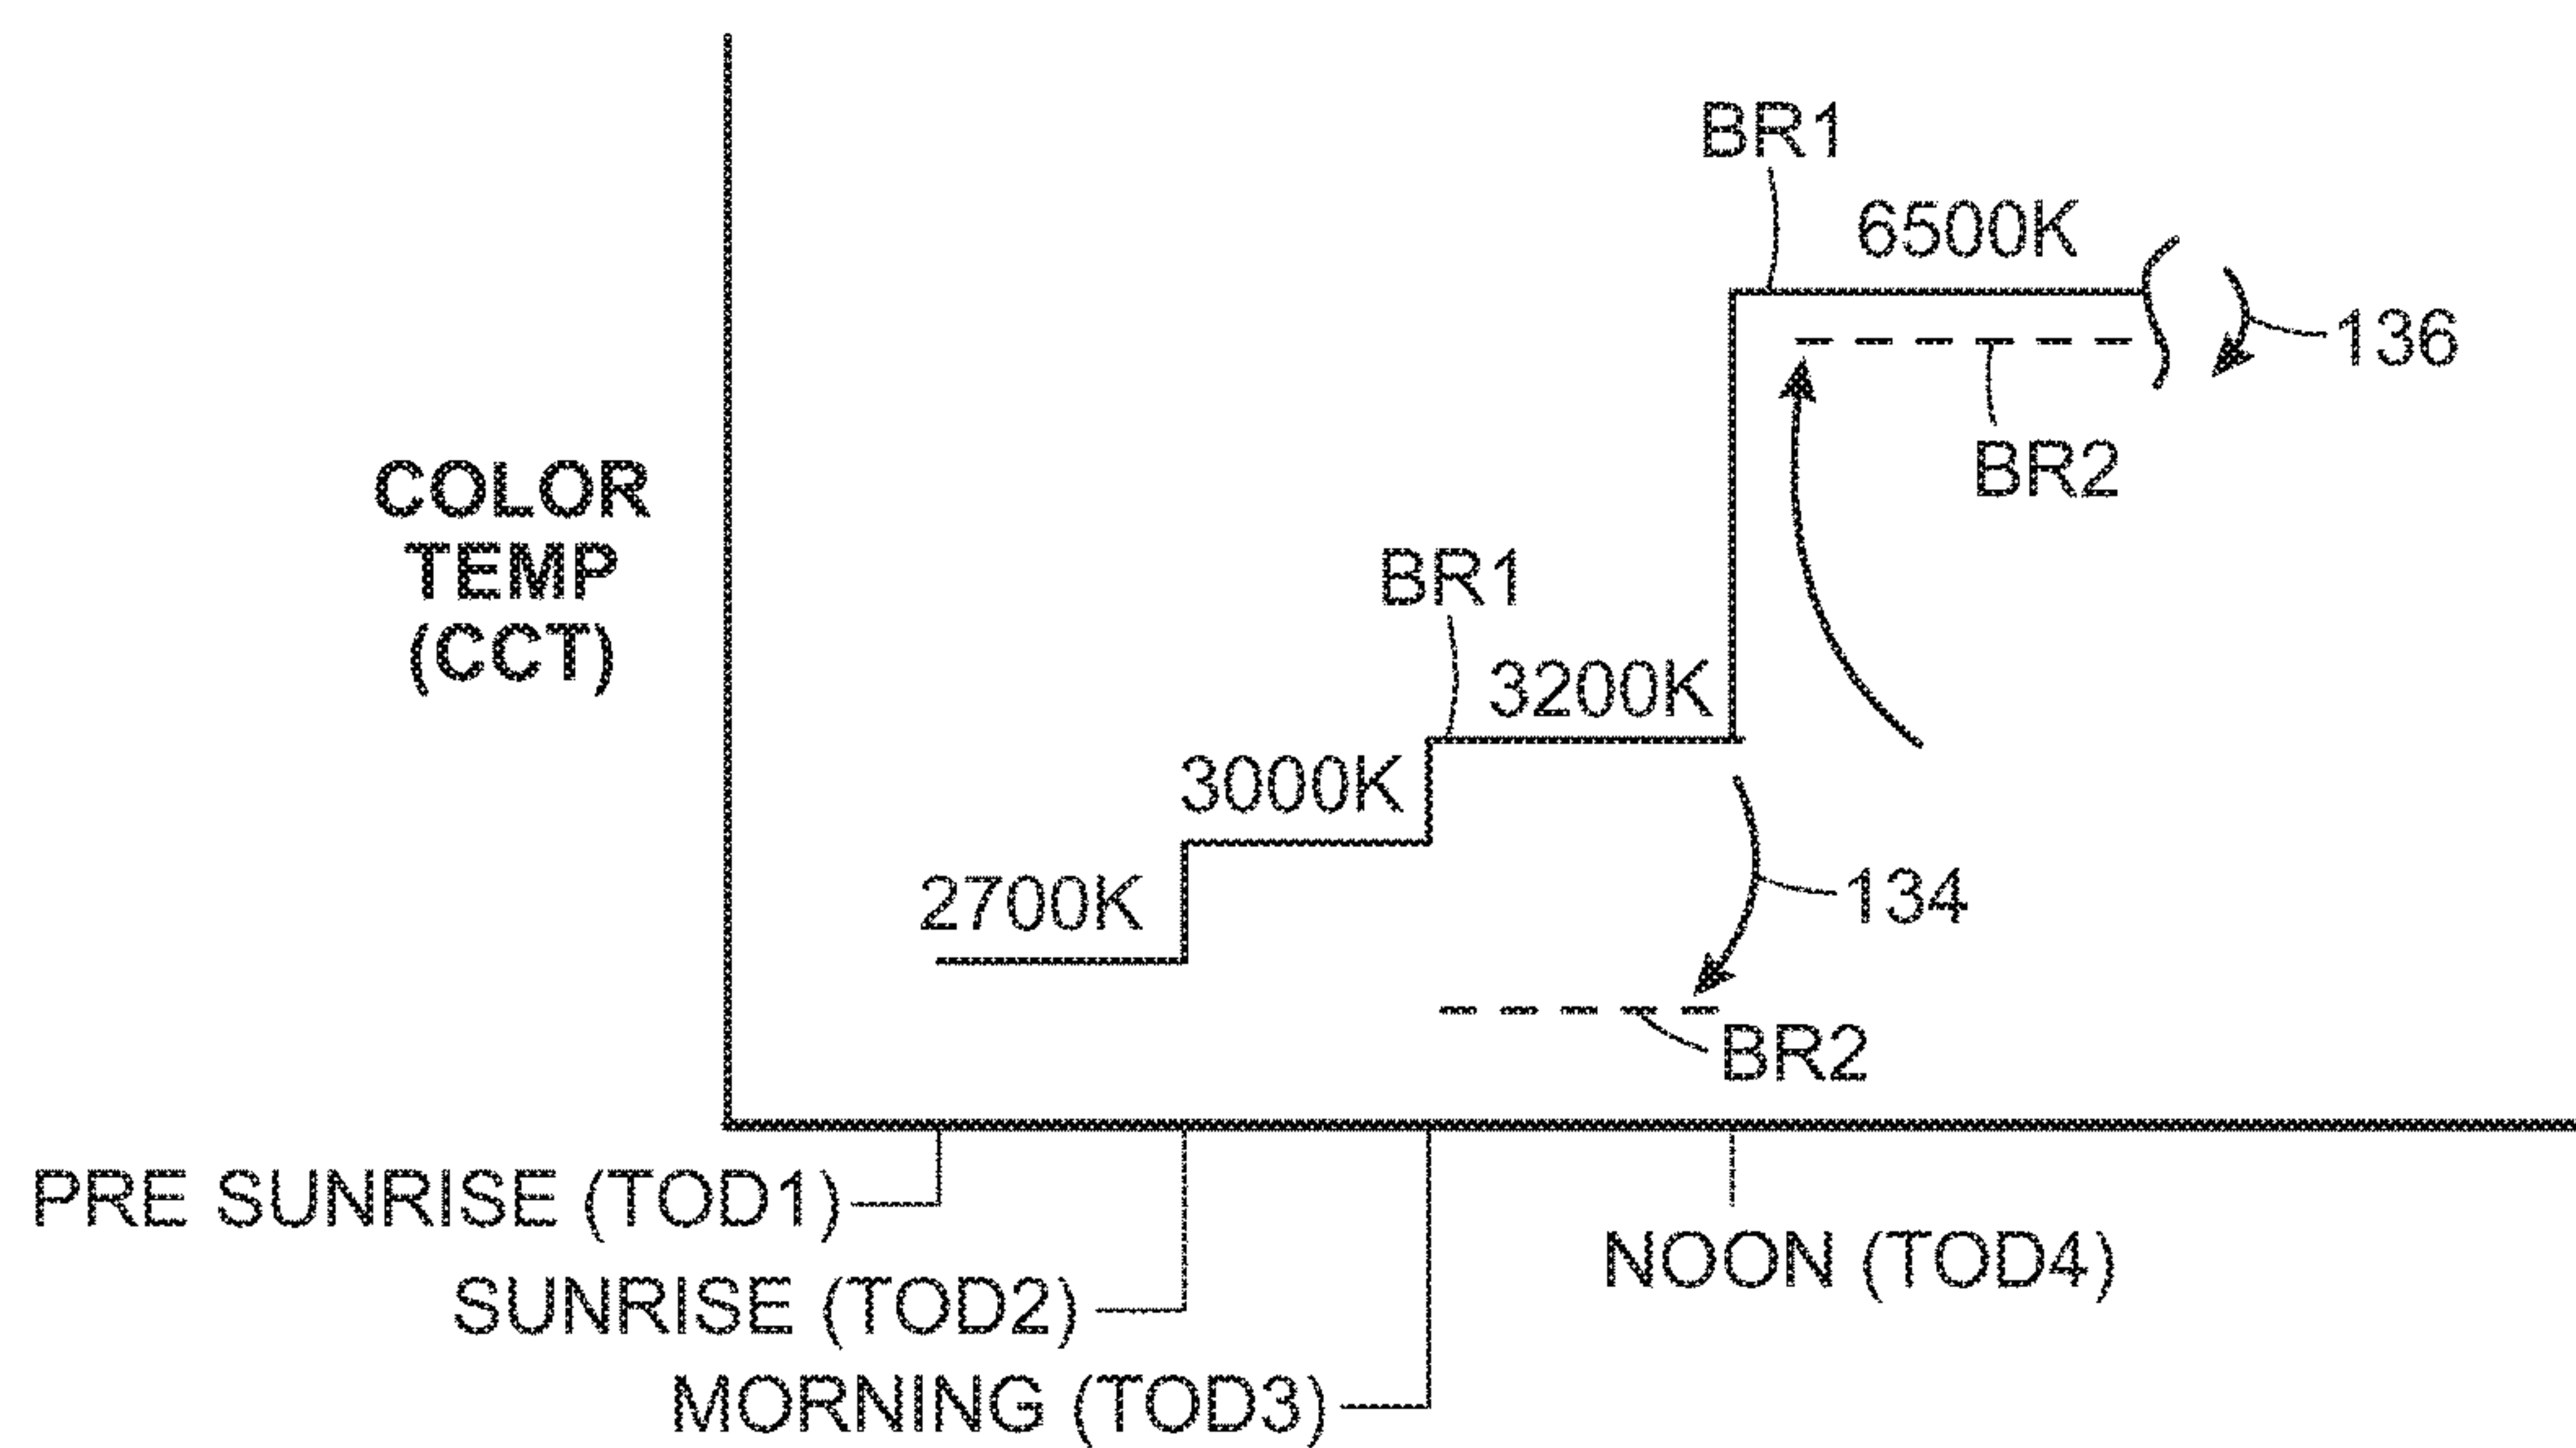 BR1
6500K
136
BR2
COLOR
TEMP
(CCT)
BR1
3200K
3000K
2700K
134
BR2
PRE SUNRISE (TOD1)
SUNRISE (TOD2)
MORNING (TOD3)
NOON (TOD4)